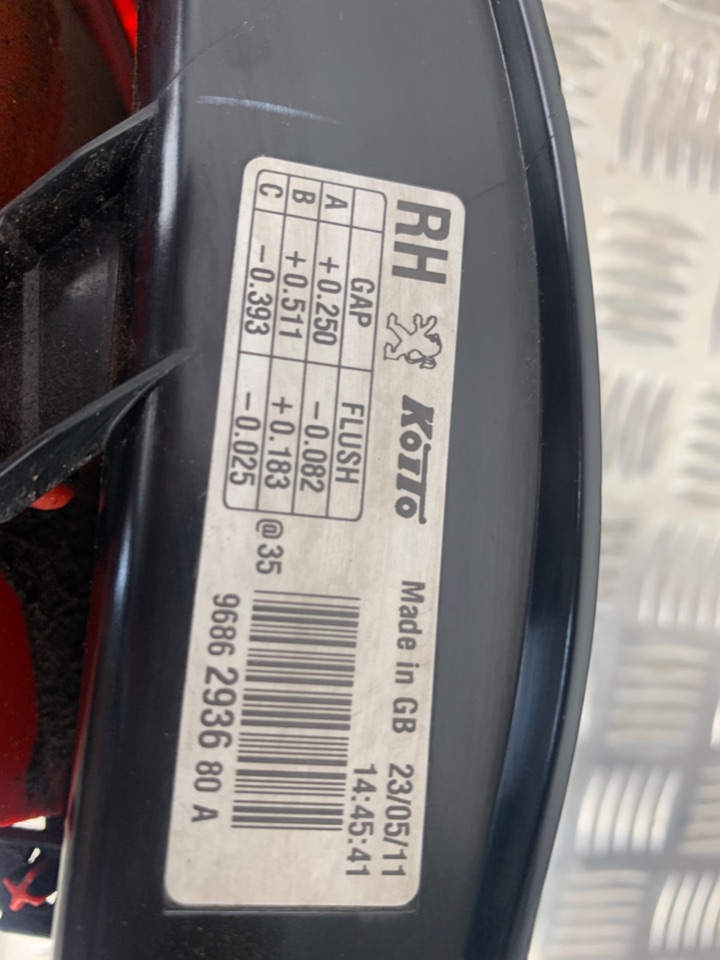 RH KÖTTO Made in GB 23/05/11
14:45:41
GAP FLUSH
A +0.250 -0.082
B +0.511 +0.183
C -0.393 -0.025
@35
9686 2936 80 A